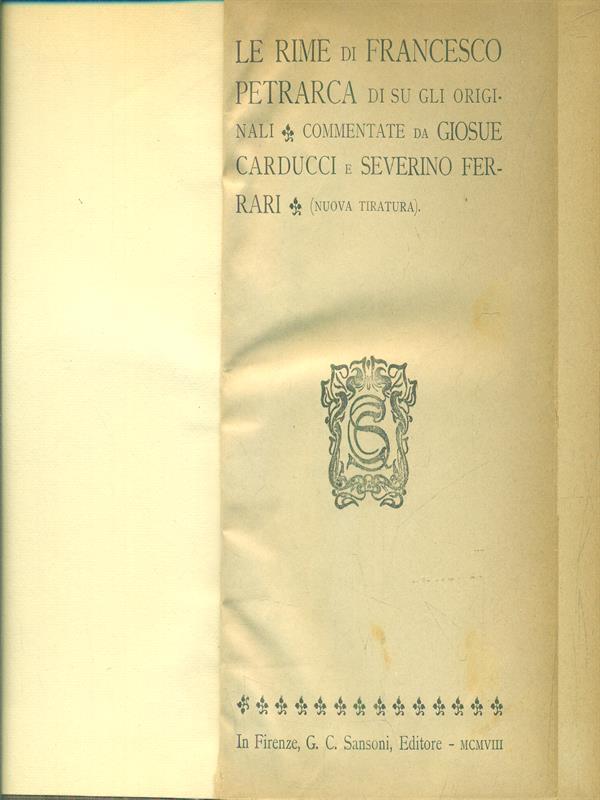 LE RIME DI FRANCESCO
PETRARCA DI SU GLI ORIGI-
NALI COMMENTATE DA GIOSUE
CARDUCCI E SEVERINO FER-
RARI (NUOVA TIRATURA).
In Firenze, G. C. Sansoni, Editore - MCMVIII